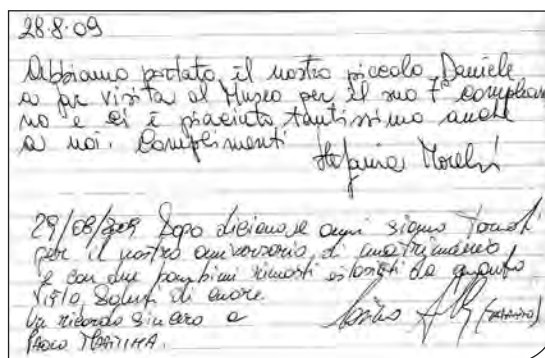 28.8.09
Abbiamo portato il nostro piccolo Daniele
a far visita al Museo per il suo 7° complean
no e ci è piaciuto tantissimo anche
a noi. Complimenti
Stefania Morelli
29/08/2009 Dopo diciannove anni siamo tornati
per il nostro anniversario di matrimonio
e con due bambini rimasti estasiati da quanto
visto. Saluti di cuore.
Un ricordo sincero a
Paolo